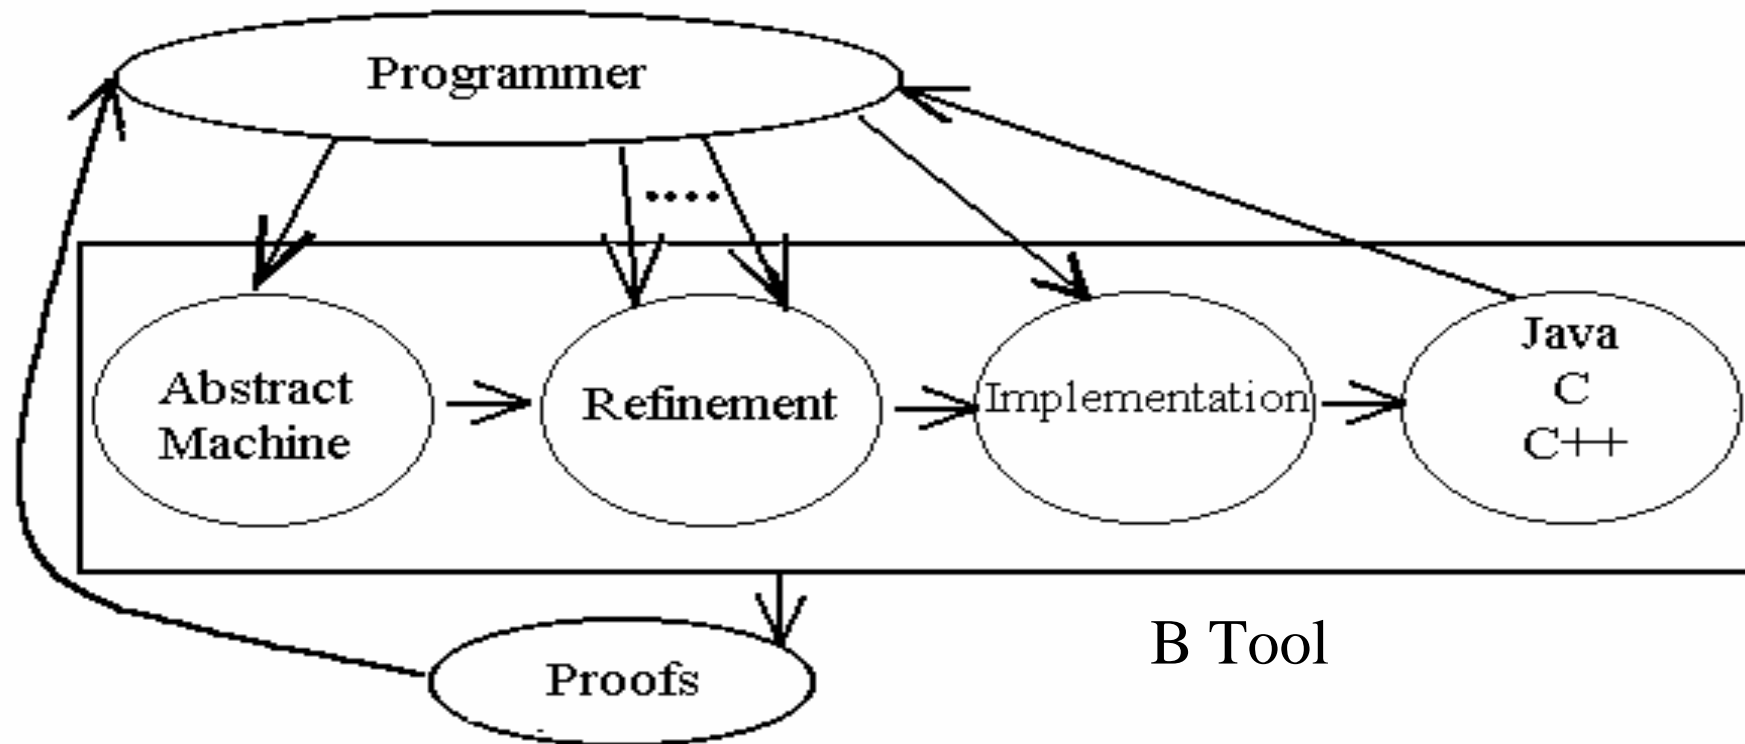 Programmer
Abstract
Machine
Refinement
Implementation
Java
C
C++
Proofs
B Tool